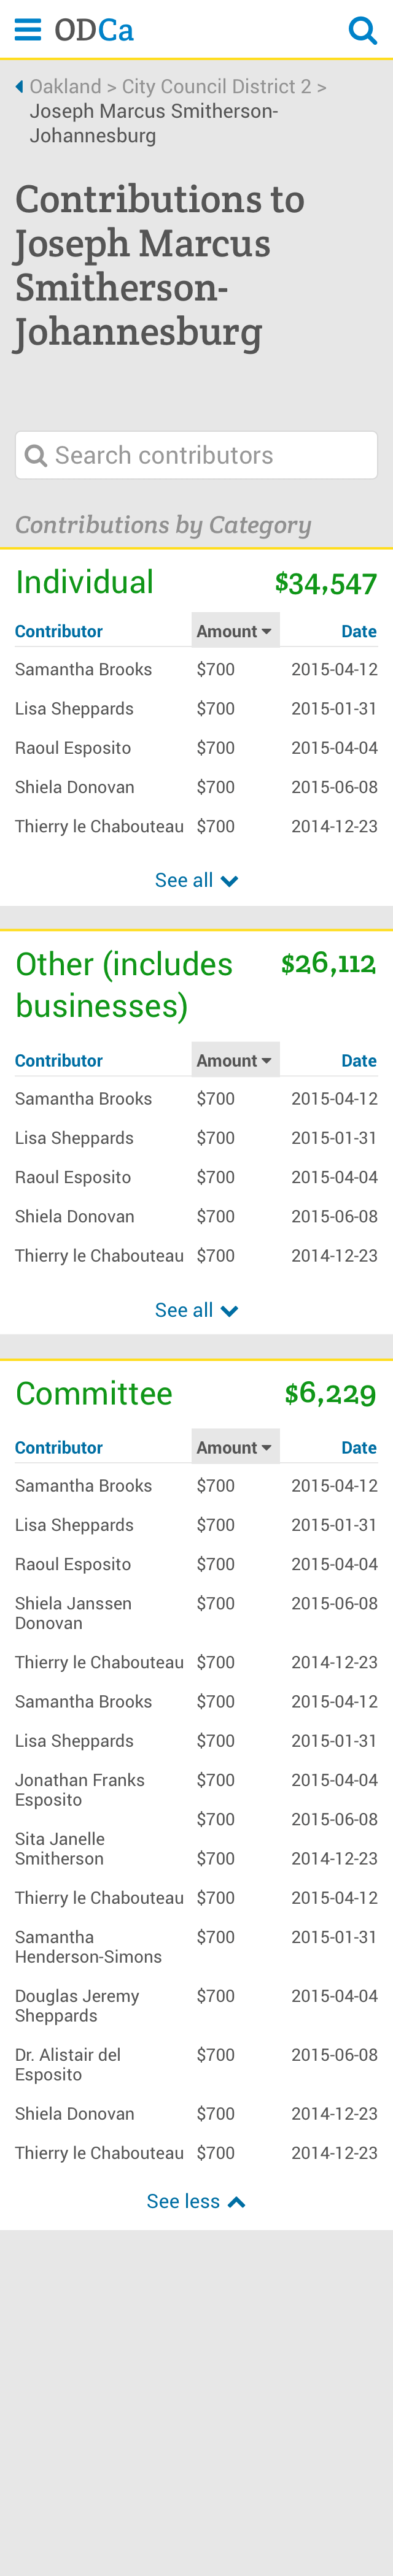 ODCa
Oakland > City Council District 2 >
Joseph Marcus Smitherson-
Johannesburg
Contributions to
Joseph Marcus
Smitherson-
Johannesburg
Search contributors
Contributions by Category
Individual $34,547
Contributor Amount Date
Samantha Brooks $700 2015-04-12
Lisa Sheppards $700 2015-01-31
Raoul Esposito $700 2015-04-04
Shiela Donovan $700 2015-06-08
Thierry le Chabouteau $700 2014-12-23
See all
Other (includes $26,112
businesses)
Contributor Amount Date
Samantha Brooks $700 2015-04-12
Lisa Sheppards $700 2015-01-31
Raoul Esposito $700 2015-04-04
Shiela Donovan $700 2015-06-08
Thierry le Chabouteau $700 2014-12-23
See all
Committee $6,229
Contributor Amount Date
Samantha Brooks $700 2015-04-12
Lisa Sheppards $700 2015-01-31
Raoul Esposito $700 2015-04-04
Shiela Janssen $700 2015-06-08
Donovan
Thierry le Chabouteau $700 2014-12-23
Samantha Brooks $700 2015-04-12
Lisa Sheppards $700 2015-01-31
Jonathan Franks $700 2015-04-04
Esposito
$700 2015-06-08
Sita Janelle
Smitherson $700 2014-12-23
Thierry le Chabouteau $700 2015-04-12
Samantha $700 2015-01-31
Henderson-Simons
Douglas Jeremy $700 2015-04-04
Sheppards
Dr. Alistair del $700 2015-06-08
Esposito
Shiela Donovan $700 2014-12-23
Thierry le Chabouteau $700 2014-12-23
See less